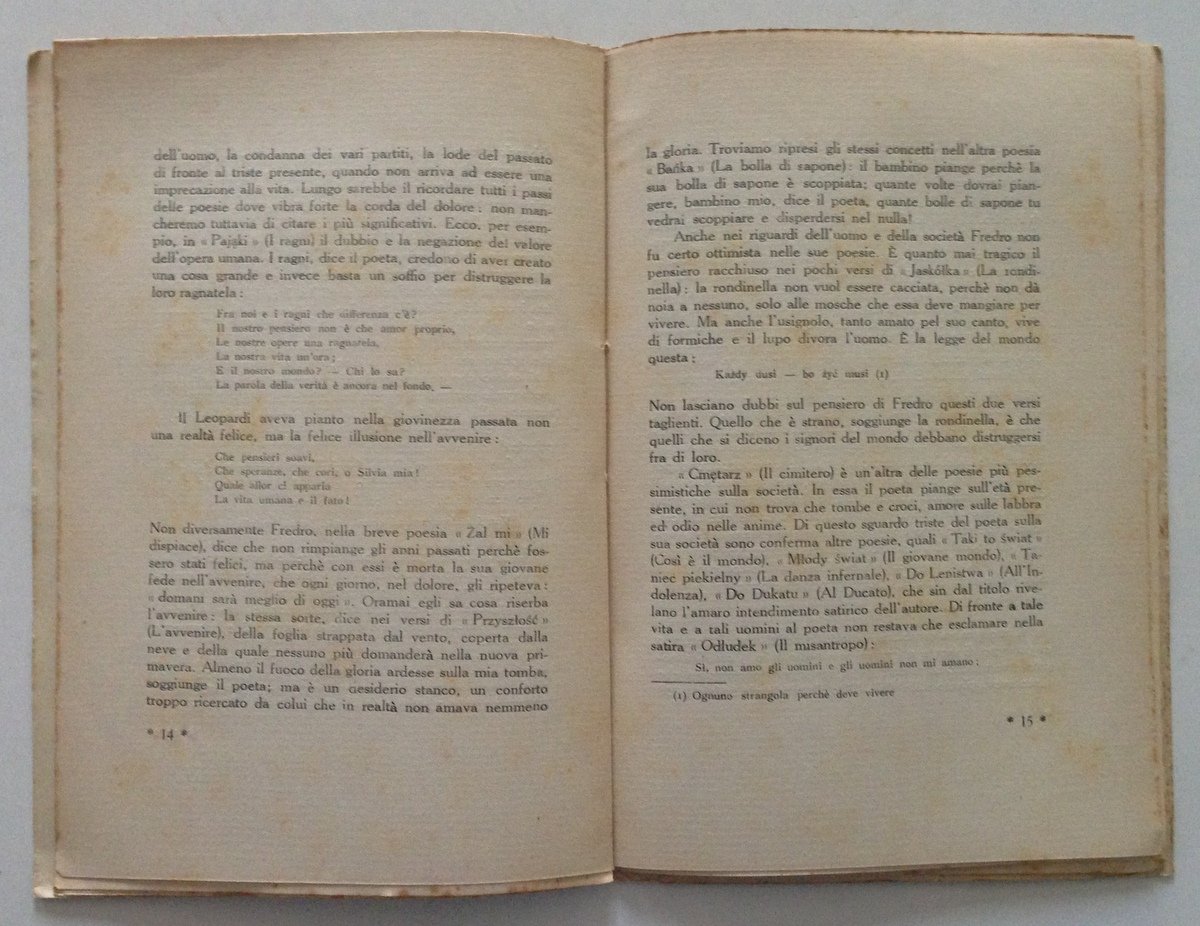 dell'uomo, la condanna dei vari partiti, la lode del passato
di fronte al triste presente, quando non arriva ad essere una
imprecazione alla vita. Lungo sarebbe il ricordare tutti i passi
delle poesie dove vibra forte la corda del dolore: non man-
cheremo tuttavia di citare i più significativi. Ecco. per esem-
pio, in « Pająki » (I ragni) il dubbio e la negazione del valore
dell'opera umana. I ragni, dice il poeta, credono di aver creato
una cosa grande e invece basta un soffio per distruggere la
loro ragnatela:
Fra noi e i ragni che differenza c'è?
Il nostro pensiero non è che amor proprio,
Le nostre opere una ragnatela,
La nostra vita un'ora;
E il nostro mondo? — Chi lo sa?
La parola della verità è ancora nel fondo. —
Il Leopardi aveva pianto nella giovinezza passata non
una realtà felice, ma la felice illusione nell'avvenire:
Che pensieri soavi,
Che speranze, che cori, o Silvia mia!
Quale allor ci apparia
La vita umana e il fato!
Non diversamente Fredro, nella breve poesia « Żal mi » (Mi
dispiace), dice che non rimpiange gli anni passati perchè fos-
sero stati felici, ma perchè con essi è morta la sua giovane
fede nell'avvenire, che ogni giorno, nel dolore, gli ripeteva:
« domani sarà meglio di oggi ». Oramai egli sa cosa riserba
l'avvenire: la stessa sorte, dice nei versi di « Przyszłość »
(L'avvenire), della foglia strappata dal vento, coperta dalla
neve e della quale nessuno più domanderà nella nuova pri-
mavera. Almeno il fuoco della gloria ardesse sulla mia tomba,
soggiunge il poeta; ma è un desiderio stanco, un conforto
troppo ricercato da colui che in realtà non amava nemmeno
* 14 *
la gloria. Troviamo ripresi gli stessi concetti nell'altra poesia
« Bańka » (La bolla di sapone): il bambino piange perchè la
sua bolla di sapone è scoppiata; quante volte dovrai pian-
gere, bambino mio, dice il poeta, quante bolle di sapone tu
vedrai scoppiare e disperdersi nel nulla!
Anche nei riguardi dell'uomo e della società Fredro non
fu certo ottimista nelle sue poesie. È quanto mai tragico il
pensiero racchiuso nei pochi versi di « Jaskółka » (La rondi-
nella): la rondinella non vuol essere cacciata, perchè non dà
noia a nessuno, solo alle mosche che essa deve mangiare per
vivere. Ma anche l'usignolo, tanto amato pel suo canto, vive
di formiche e il lupo divora l'uomo. È la legge del mondo
questa:
Każdy dusi — bo żyć musi (1)
Non lasciano dubbi sul pensiero di Fredro questi due versi
taglienti. Quello che è strano, soggiunge la rondinella, è che
quelli che si dicono i signori del mondo debbano distruggersi
fra di loro.
« Cmętarz » (Il cimitero) è un'altra delle poesie più pes-
simistiche sulla società. In essa il poeta piange sull'età pre-
sente, in cui non trova che tombe e croci, amore sulle labbra
ed odio nelle anime. Di questo sguardo triste del poeta sulla
sua società sono conferma altre poesie, quali « Taki to świat »
(Così è il mondo), « Młody świat » (Il giovane mondo), « Ta-
niec piekielny » (La danza infernale), « Do Lenistwa » (All'In-
dolenza), « Do Dukatu » (Al Ducato), che sin dal titolo rive-
lano l'amaro intendimento satirico dell'autore. Di fronte a tale
vita e a tali uomini al poeta non restava che esclamare nella
satira « Odludek » (Il misantropo):
Sì, non amo gli uomini e gli uomini non mi amano;
(1) Ognuno strangola perchè deve vivere
* 15 *